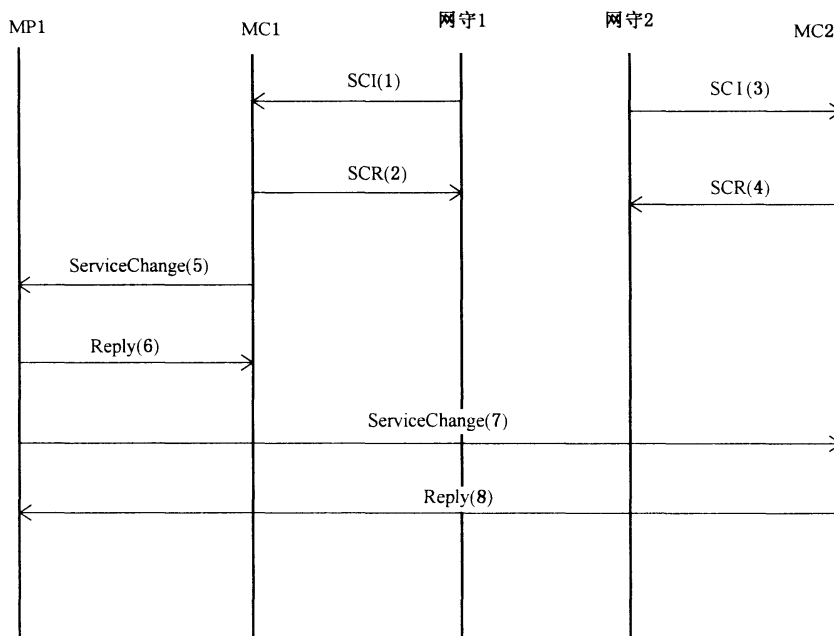 MP1
MC1
网守1
网守2
MC2
SCI(1)
SCI(3)
SCR(2)
SCR(4)
ServiceChange(5)
Reply(6)
ServiceChange(7)
Reply(8)